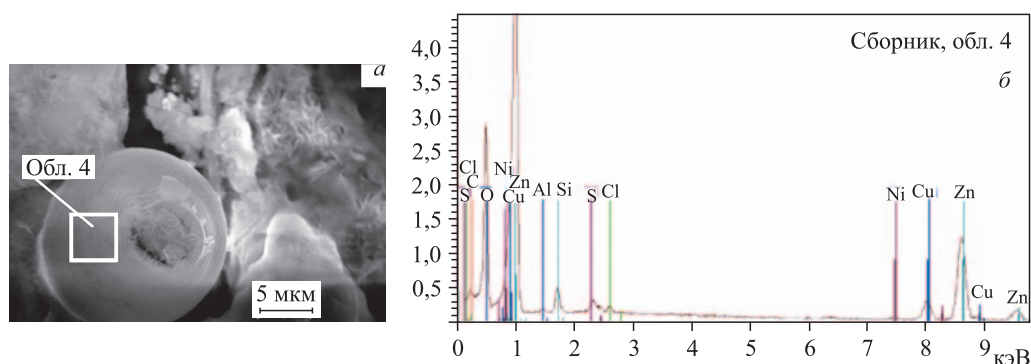 а
Обл. 4
5 мкм
Сборник, обл. 4
б
4,0
3,5
3,0
2,5
2,0
1,5
1,0
0,5
Cl Ni
C Zn
S O Cu Al Si S Cl Ni Cu Zn
Cu Zn
0 1 2 3 4 5 6 7 8 9 кэВ